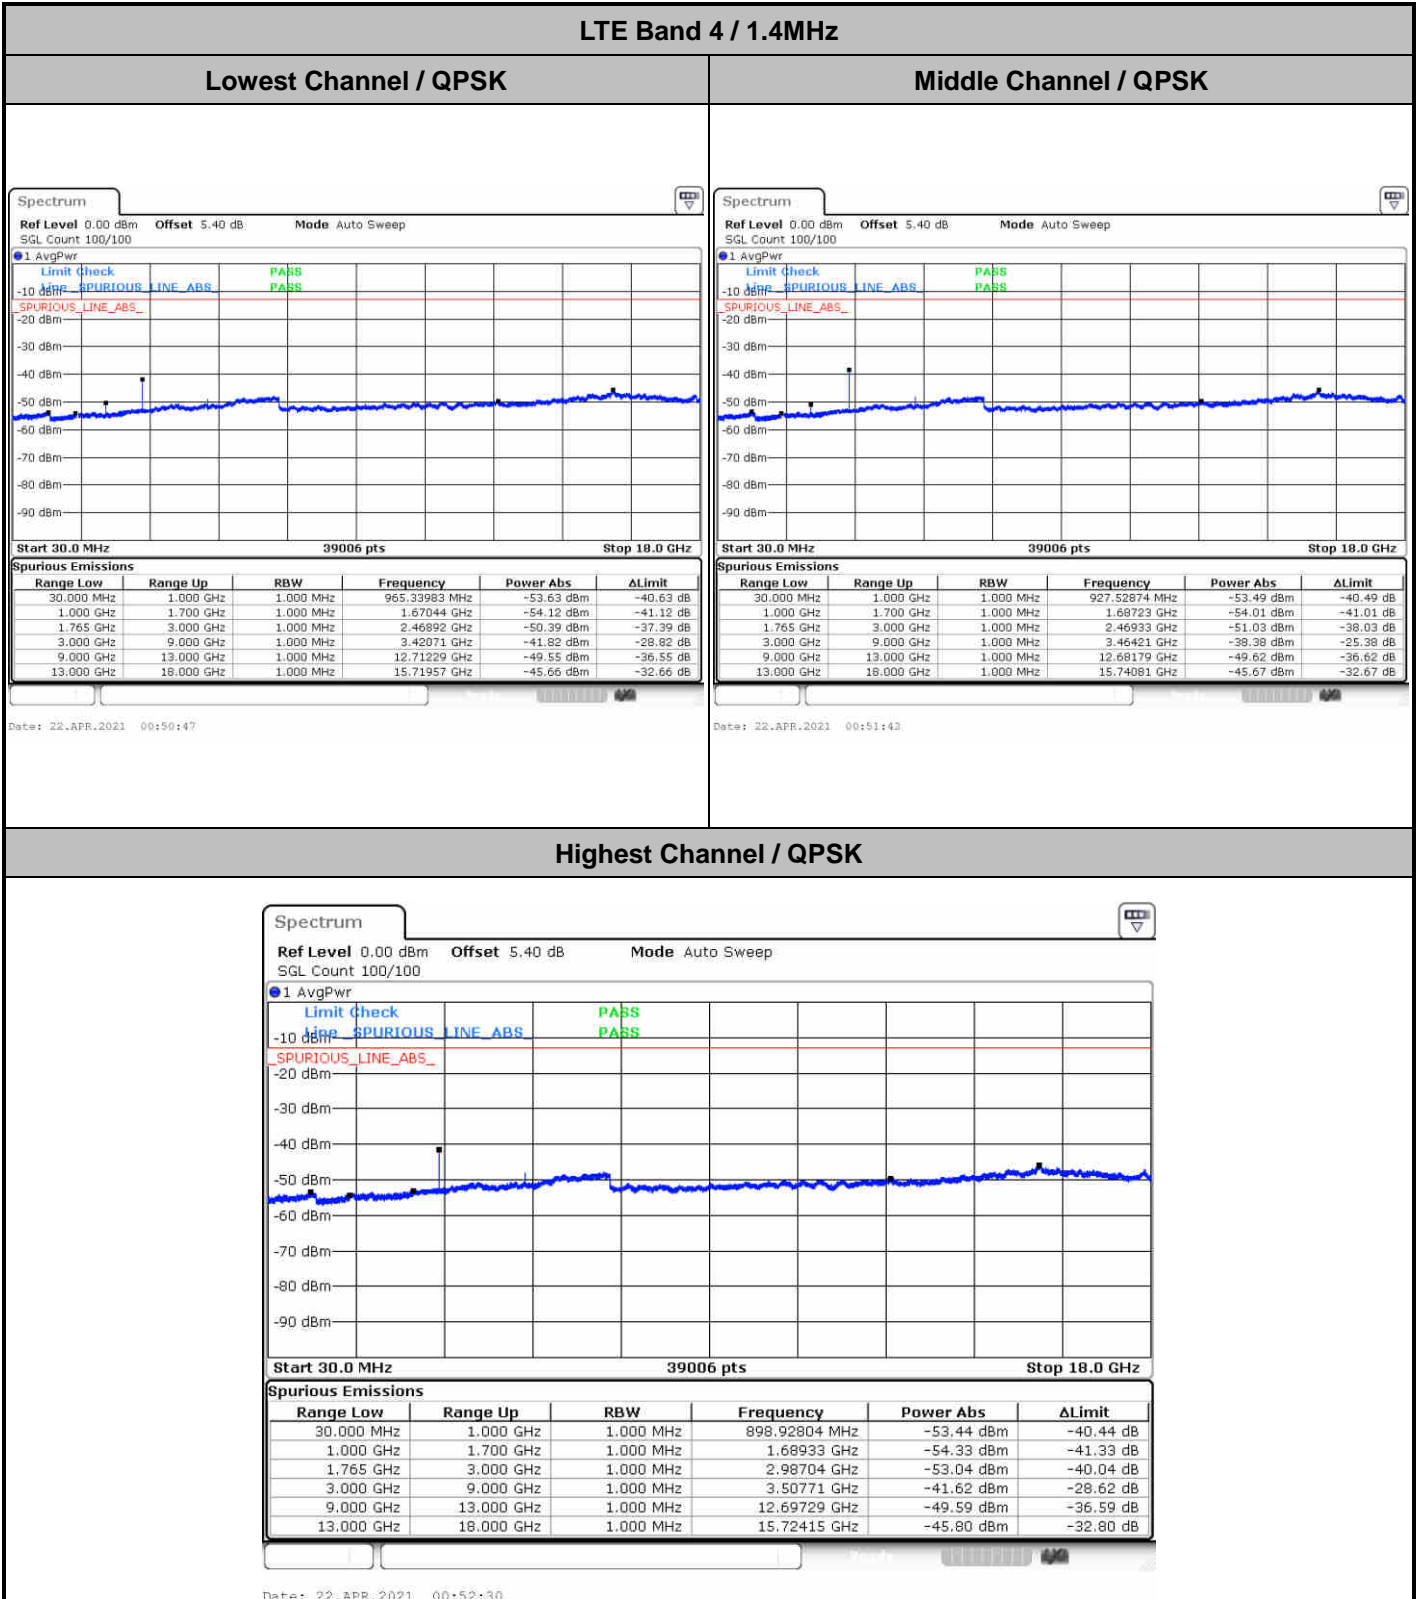 LTE Band 4 / 1.4MHz
Lowest Channel / QPSK
Middle Channel / QPSK
Spectrum
Ref Level 0.00 dBm Offset 5.40 dB Mode Auto Sweep
SGL Count 100/100
1 AvgPwr
Limit Check PASS
Line _SPURIOUS_LINE_ABS_ PASS
-10 dBm
_SPURIOUS_LINE_ABS_
-20 dBm
-30 dBm
-40 dBm
-50 dBm
-60 dBm
-70 dBm
-80 dBm
-90 dBm
Start 30.0 MHz 39006 pts Stop 18.0 GHz
Spurious Emissions
Range Low Range Up RBW Frequency Power Abs ΔLimit
30.000 MHz 1.000 GHz 1.000 MHz 965.33983 MHz -53.63 dBm -40.63 dB
1.000 GHz 1.700 GHz 1.000 MHz 1.67044 GHz -54.12 dBm -41.12 dB
1.765 GHz 3.000 GHz 1.000 MHz 2.46892 GHz -50.39 dBm -37.39 dB
3.000 GHz 9.000 GHz 1.000 MHz 3.42071 GHz -41.82 dBm -28.82 dB
9.000 GHz 13.000 GHz 1.000 MHz 12.71229 GHz -49.55 dBm -36.55 dB
13.000 GHz 18.000 GHz 1.000 MHz 15.71957 GHz -45.66 dBm -32.66 dB
Date: 22.APR.2021 00:50:47
Spectrum
Ref Level 0.00 dBm Offset 5.40 dB Mode Auto Sweep
SGL Count 100/100
1 AvgPwr
Limit Check PASS
Line _SPURIOUS_LINE_ABS_ PASS
-10 dBm
_SPURIOUS_LINE_ABS_
-20 dBm
-30 dBm
-40 dBm
-50 dBm
-60 dBm
-70 dBm
-80 dBm
-90 dBm
Start 30.0 MHz 39006 pts Stop 18.0 GHz
Spurious Emissions
Range Low Range Up RBW Frequency Power Abs ΔLimit
30.000 MHz 1.000 GHz 1.000 MHz 927.52874 MHz -53.49 dBm -40.49 dB
1.000 GHz 1.700 GHz 1.000 MHz 1.68723 GHz -54.01 dBm -41.01 dB
1.765 GHz 3.000 GHz 1.000 MHz 2.46933 GHz -51.03 dBm -38.03 dB
3.000 GHz 9.000 GHz 1.000 MHz 3.46421 GHz -38.38 dBm -25.38 dB
9.000 GHz 13.000 GHz 1.000 MHz 12.68179 GHz -49.62 dBm -36.62 dB
13.000 GHz 18.000 GHz 1.000 MHz 15.74081 GHz -45.67 dBm -32.67 dB
Date: 22.APR.2021 00:51:43
Highest Channel / QPSK
Spectrum
Ref Level 0.00 dBm Offset 5.40 dB Mode Auto Sweep
SGL Count 100/100
1 AvgPwr
Limit Check PASS
Line _SPURIOUS_LINE_ABS_ PASS
-10 dBm
_SPURIOUS_LINE_ABS_
-20 dBm
-30 dBm
-40 dBm
-50 dBm
-60 dBm
-70 dBm
-80 dBm
-90 dBm
Start 30.0 MHz 39006 pts Stop 18.0 GHz
Spurious Emissions
Range Low Range Up RBW Frequency Power Abs ΔLimit
30.000 MHz 1.000 GHz 1.000 MHz 898.92804 MHz -53.44 dBm -40.44 dB
1.000 GHz 1.700 GHz 1.000 MHz 1.68933 GHz -54.33 dBm -41.33 dB
1.765 GHz 3.000 GHz 1.000 MHz 2.98704 GHz -53.04 dBm -40.04 dB
3.000 GHz 9.000 GHz 1.000 MHz 3.50771 GHz -41.62 dBm -28.62 dB
9.000 GHz 13.000 GHz 1.000 MHz 12.69729 GHz -49.59 dBm -36.59 dB
13.000 GHz 18.000 GHz 1.000 MHz 15.72415 GHz -45.80 dBm -32.80 dB
Date: 22.APR.2021 00:52:30